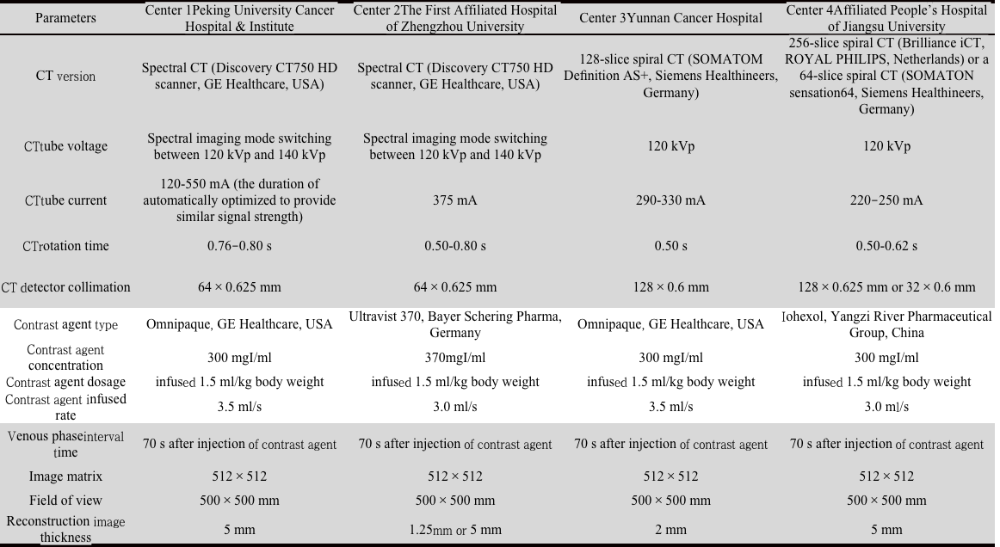 Parameters
Center 1Peking University Cancer
Hospital & Institute
Center 2The First Affiliated Hospital
of Zhengzhou University
Center 3Yunnan Cancer Hospital
Center 4Affiliated People’s Hospital
of Jiangsu University
CT version
Spectral CT (Discovery CT750 HD
scanner, GE Healthcare, USA)
Spectral CT (Discovery CT750 HD
scanner, GE Healthcare, USA)
128-slice spiral CT (SOMATOM
Definition AS+, Siemens Healthineers,
Germany)
256-slice spiral CT (Brilliance iCT,
ROYAL PHILIPS, Netherlands) or a
64-slice spiral CT (SOMATON
sensation64, Siemens Healthineers,
Germany)
CTtube voltage
Spectral imaging mode switching
between 120 kVp and 140 kVp
Spectral imaging mode switching
between 120 kVp and 140 kVp
120 kVp
120 kVp
CTtube current
120-550 mA (the duration of
automatically optimized to provide
similar signal strength)
375 mA
290-330 mA
220−250 mA
CTrotation time
0.76−0.80 s
0.50-0.80 s
0.50 s
0.50-0.62 s
CT detector collimation
64 × 0.625 mm
64 × 0.625 mm
128 × 0.6 mm
128 × 0.625 mm or 32 × 0.6 mm
Contrast agent type
Omnipaque, GE Healthcare, USA
Ultravist 370, Bayer Schering Pharma,
Germany
Omnipaque, GE Healthcare, USA
Iohexol, Yangzi River Pharmaceutical
Group, China
Contrast agent
concentration
300 mgI/ml
370mgI/ml
300 mgI/ml
300 mgI/ml
Contrast agent dosage
infused 1.5 ml/kg body weight
infused 1.5 ml/kg body weight
infused 1.5 ml/kg body weight
infused 1.5 ml/kg body weight
Contrast agent infused
rate
3.5 ml/s
3.0 ml/s
3.5 ml/s
3.0 ml/s
Venous phaseinterval
time
70 s after injection of contrast agent
70 s after injection of contrast agent
70 s after injection of contrast agent
70 s after injection of contrast agent
Image matrix
512 × 512
512 × 512
512 × 512
512 × 512
Field of view
500 × 500 mm
500 × 500 mm
500 × 500 mm
500 × 500 mm
Reconstruction image
thickness
5 mm
1.25mm or 5 mm
2 mm
5 mm